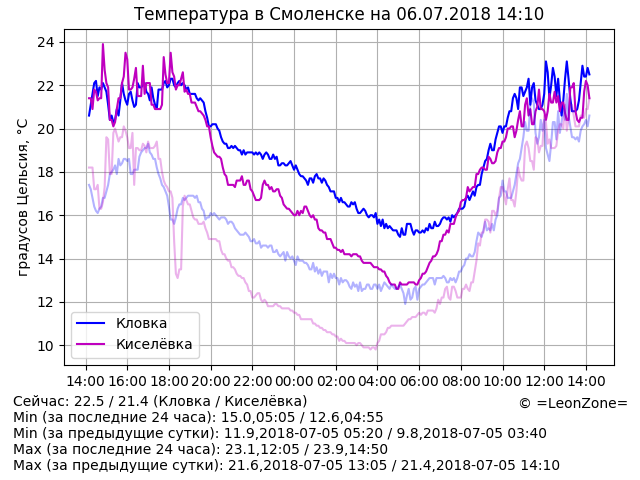 Температура в Смоленске на 06.07.2018 14:10
градусов Цельсия, °C
24
22
20
18
16
14
12
10
Кловка
Киселёвка
14:00 16:00 18:00 20:00 22:00 00:00 02:00 04:00 06:00 08:00 10:00 12:00 14:00
Сейчас: 22.5 / 21.4 (Кловка / Киселёвка)
© =LeonZone=
Min (за последние 24 часа): 15.0,05:05 / 12.6,04:55
Min (за предыдущие сутки): 11.9,2018-07-05 05:20 / 9.8,2018-07-05 03:40
Max (за последние 24 часа): 23.1,12:05 / 23.9,14:50
Max (за предыдущие сутки): 21.6,2018-07-05 13:05 / 21.4,2018-07-05 14:10